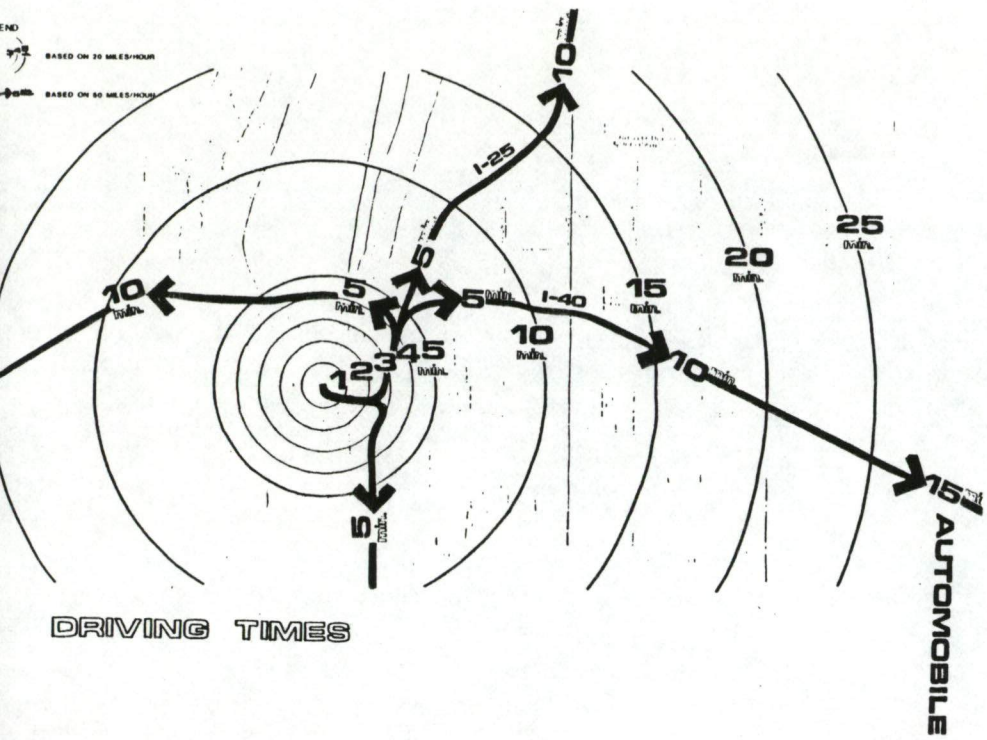 END
BASED ON 20 MILES/HOUR
BASED ON 60 MILES/HOUR
10
I-25
25
min.
20
min.
5
10
min.
5
min.
5 min.
I-40
15
min.
10
min.
1 2 3 4 5
min.
10 min.
5
min.
15
AUTOMOBILE
DRIVING TIMES